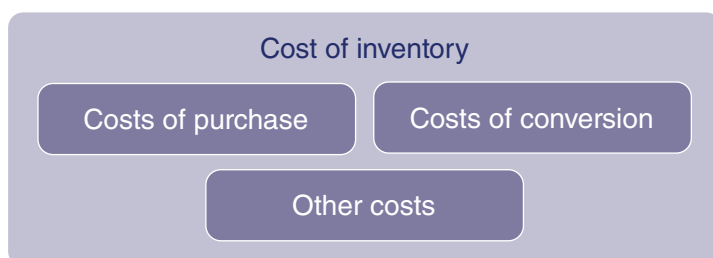 Cost of inventory
Costs of purchase
Costs of conversion
Other costs